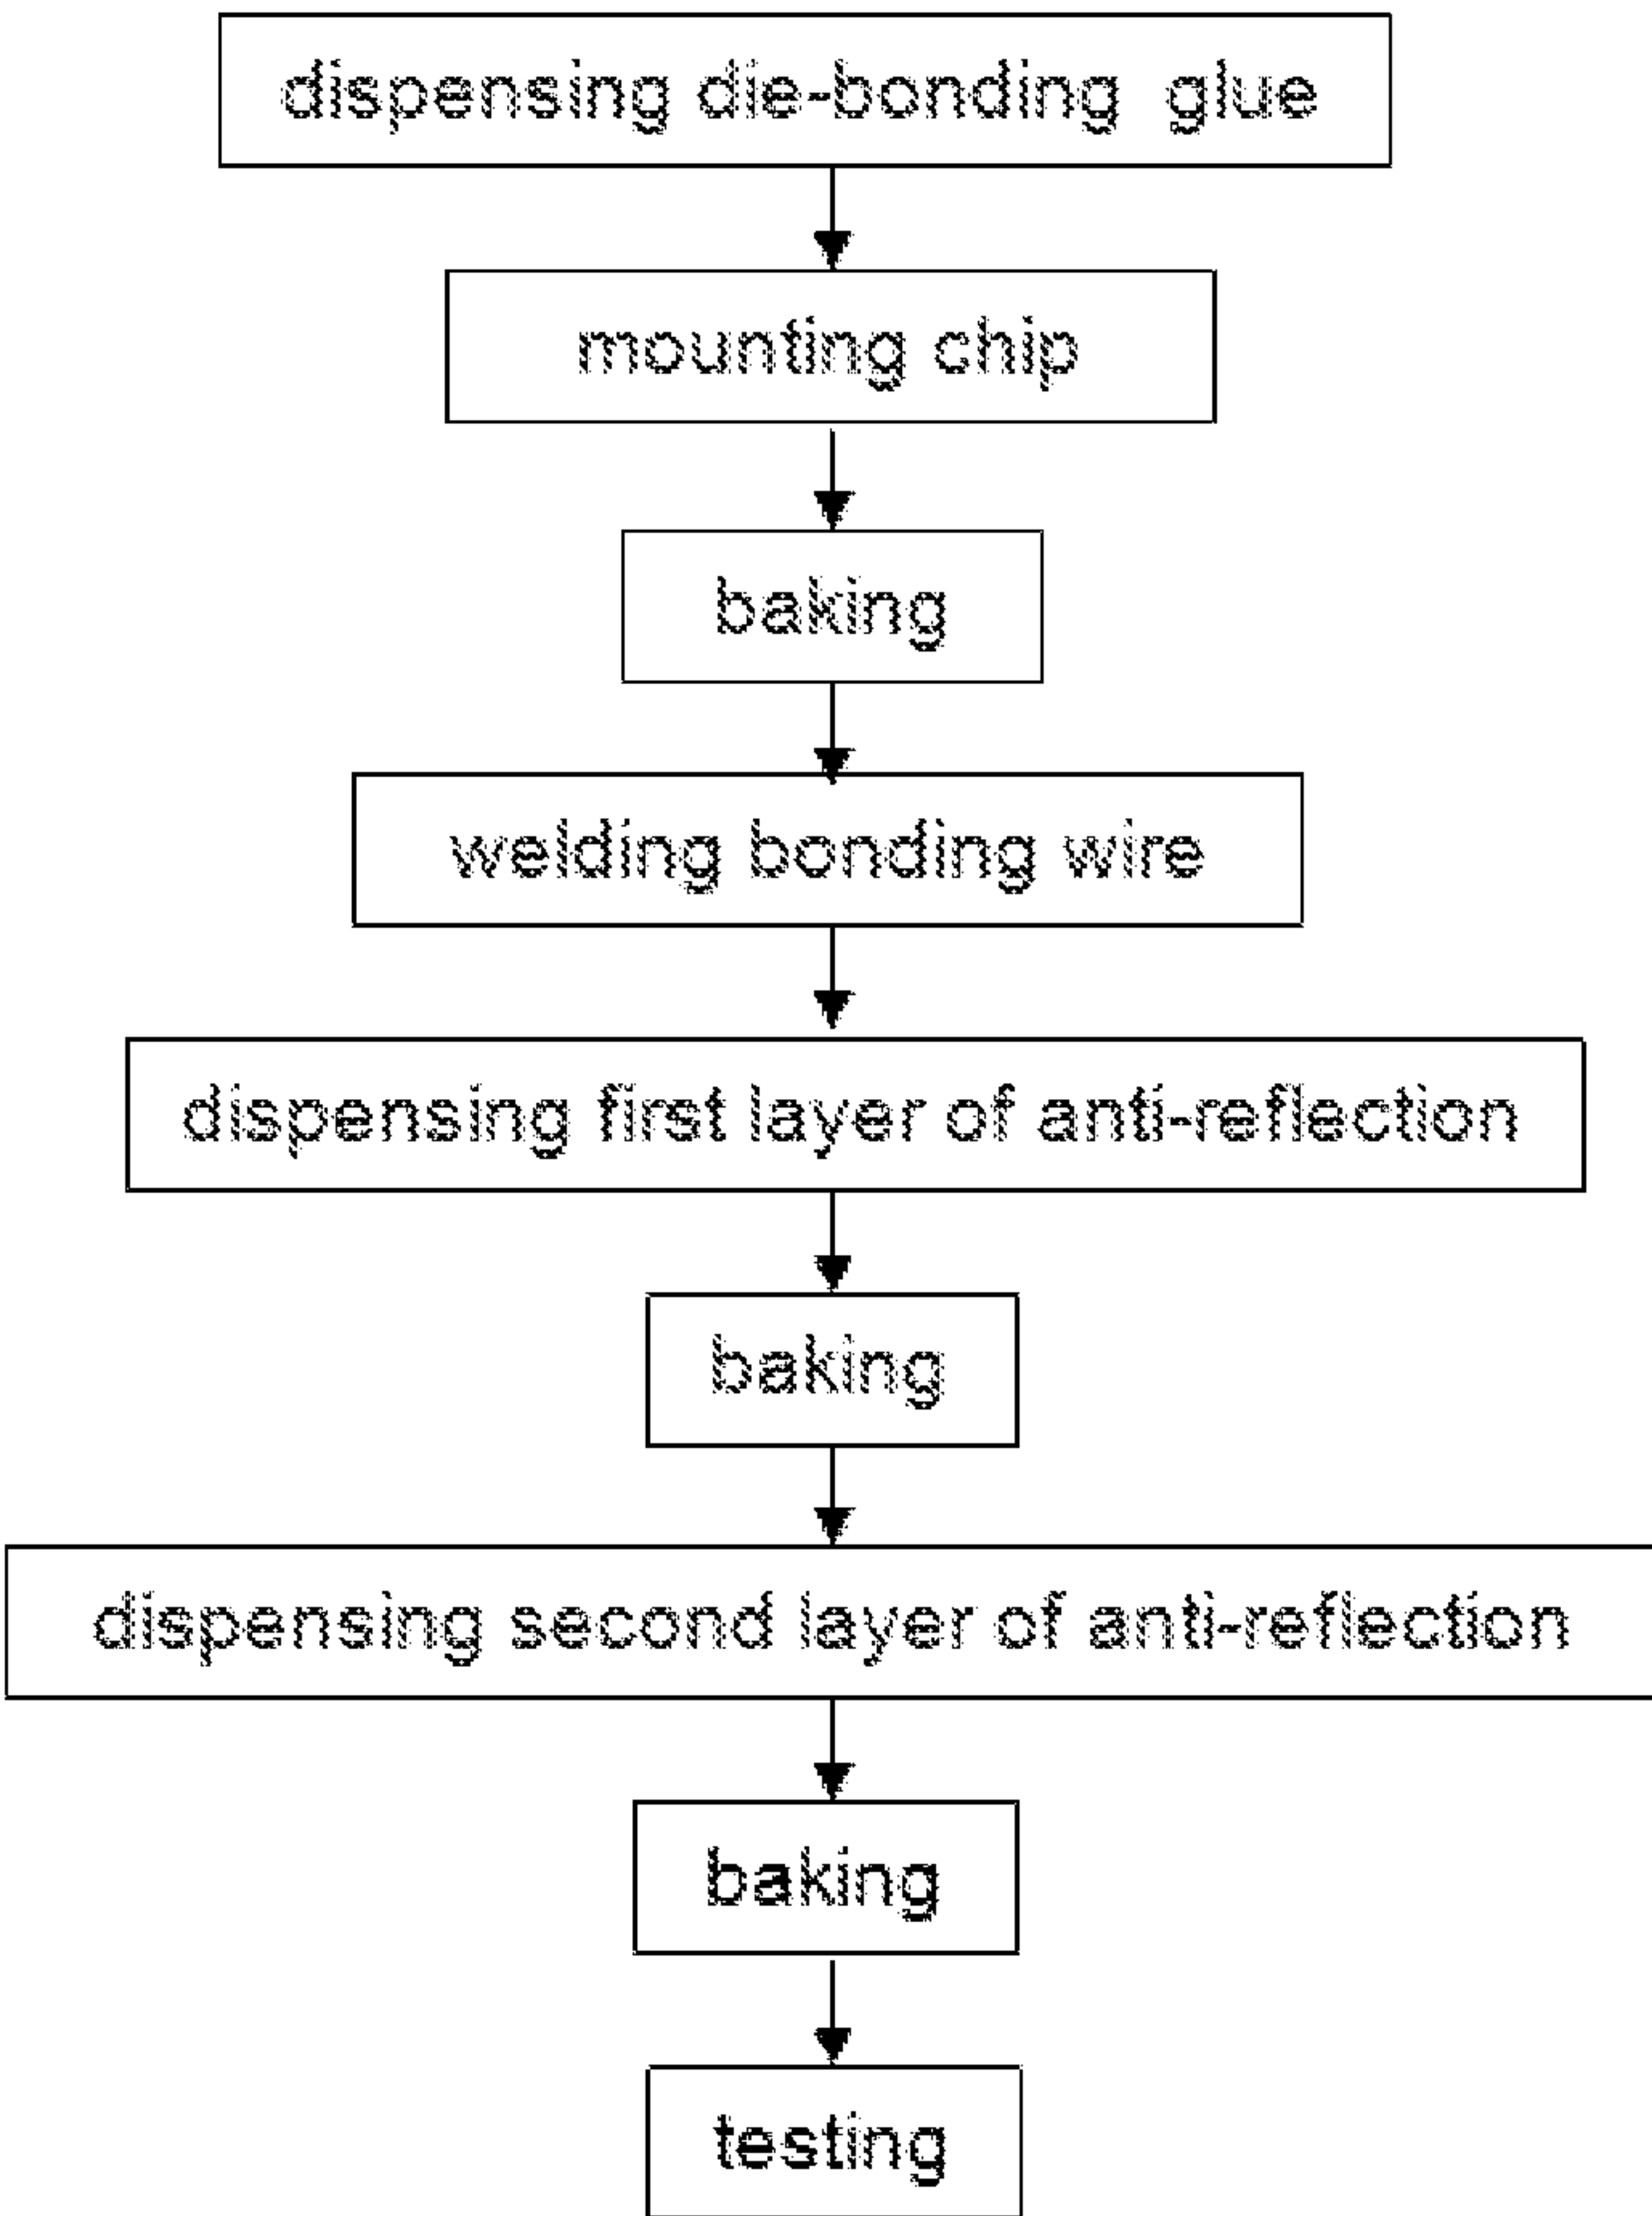 dispensing die-bonding glue
mounting chip
baking
welding bonding wire
dispensing first layer of anti-reflection
baking
dispensing second layer of anti-reflection
baking
testing